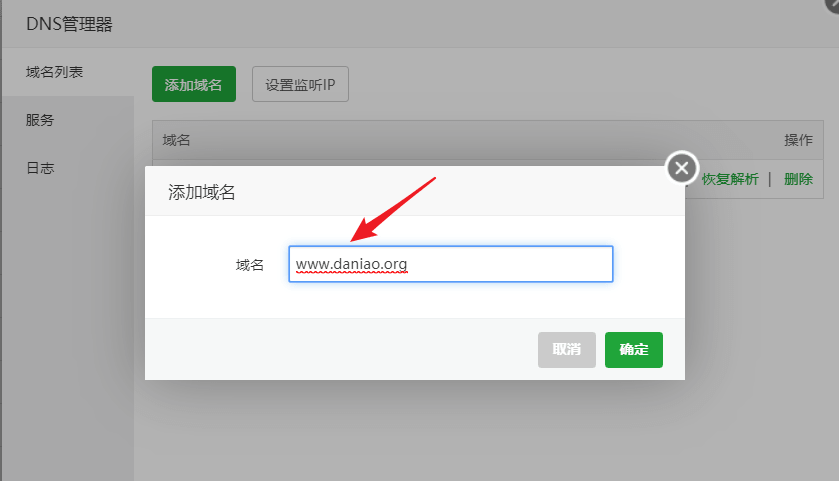 DNS管理器
域名列表
服务
日志
添加域名 设置监听IP
域名 操作
恢复解析 | 删除
添加域名
域名 www.daniao.org
取消 确定